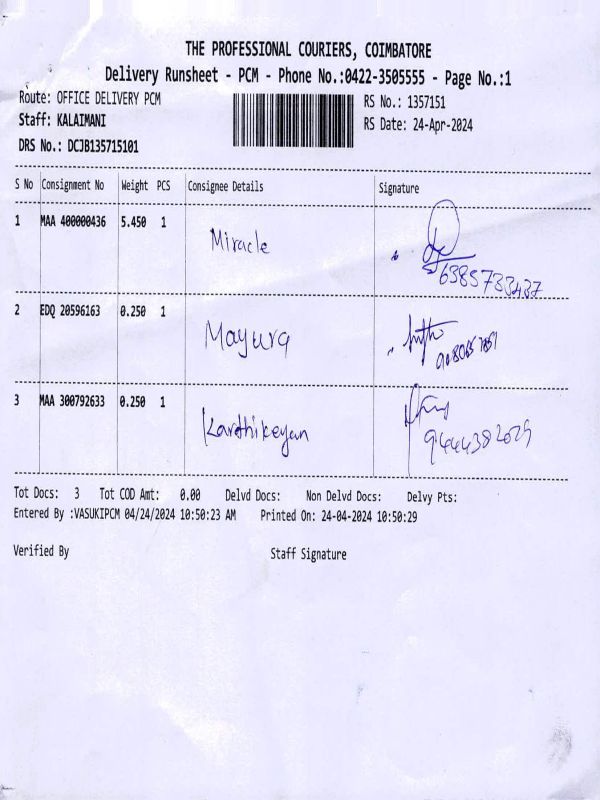 THE PROFESSIONAL COURIERS, COIMBATORE
Delivery Runsheet - PCM - Phone No.:0422-3505555 - Page No.:1
Route: OFFICE DELIVERY PCM
RS No.: 1357151
Staff: KALAIMANI
RS Date: 24-Apr-2024
DRS No.: DCJB135715101
S No Consignment No Weight PCS Consignee Details Signature
1 MAA 400000436 5.450 1 Miracle
6385733437
2 EDQ 20596163 0.250 1 Mayura
3 MAA 300792633 0.250 1 Karthikeyan
9444382029
Tot Docs: 3 Tot COD Amt: 0.00 Delvd Docs: Non Delvd Docs: Delvy Pts:
Entered By :VASUKIPCM 04/24/2024 10:50:23 AM Printed On: 24-04-2024 10:50:29
Verified By Staff Signature